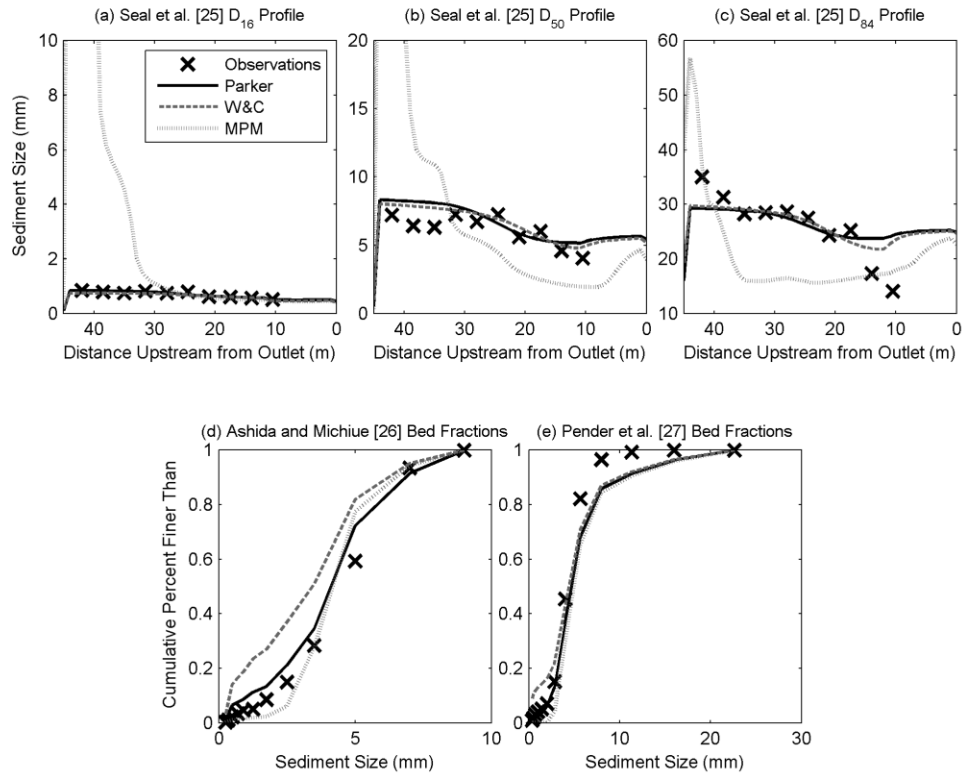 (a) Seal et al. [25] D16 Profile
(b) Seal et al. [25] D50 Profile
(c) Seal et al. [25] D84 Profile
Sediment Size (mm)
10
8
6
4
2
0
Observations
Parker
W&C
MPM
40 30 20 10 0
Distance Upstream from Outlet (m)
20
15
10
5
0
40 30 20 10 0
Distance Upstream from Outlet (m)
60
50
40
30
20
10
40 30 20 10 0
Distance Upstream from Outlet (m)
(d) Ashida and Michiue [26] Bed Fractions
(e) Pender et al. [27] Bed Fractions
Cumulative Percent Finer Than
1
0.8
0.6
0.4
0.2
0
0 5 10
Sediment Size (mm)
1
0.8
0.6
0.4
0.2
0
0 10 20 30
Sediment Size (mm)